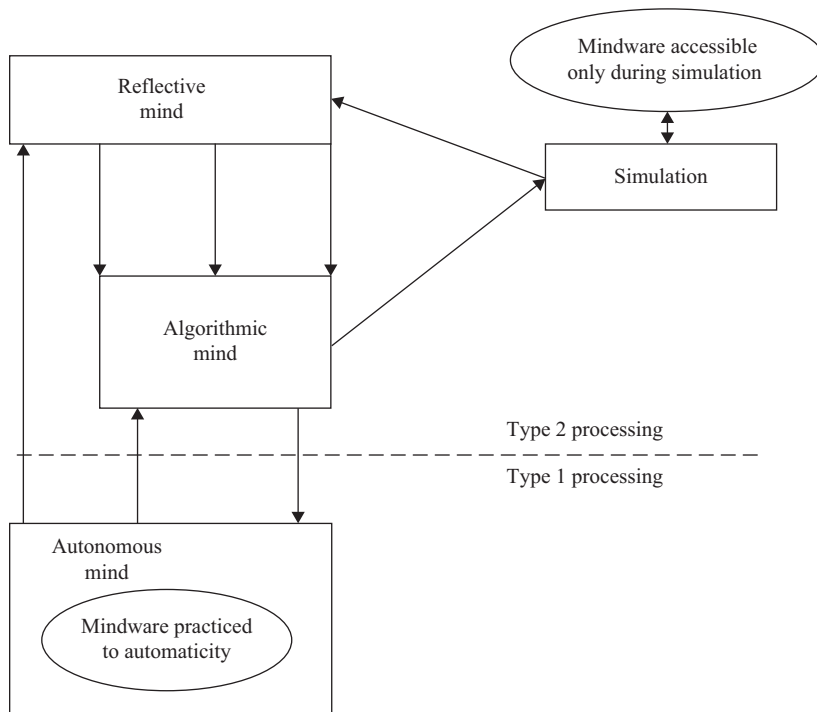 Mindware accessible
only during simulation
Reflective
mind
Simulation
Algorithmic
mind
Type 2 processing
Type 1 processing
Autonomous
mind
Mindware practiced
to automaticity